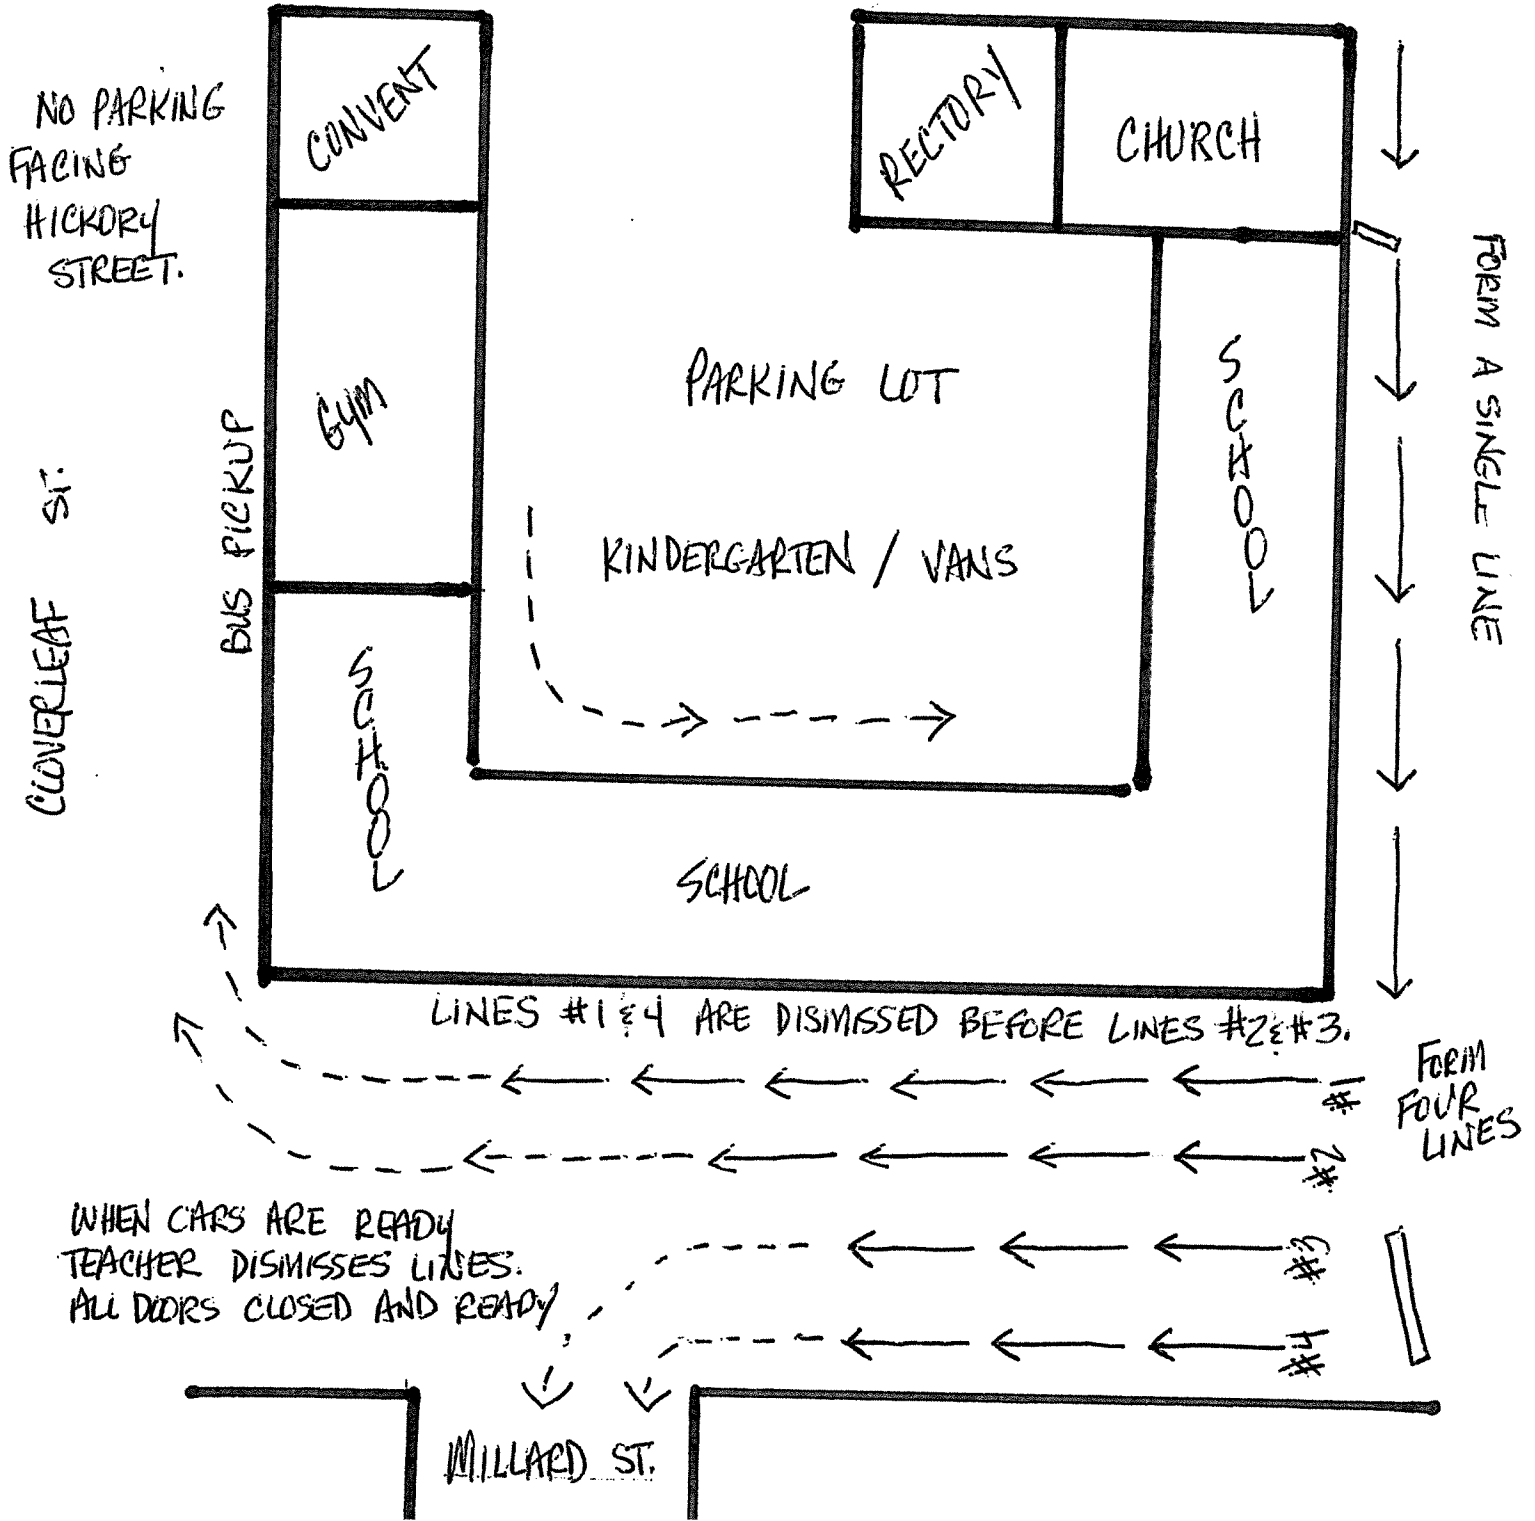 NO PARKING
FACING
HICKORY
STREET.
CONVENT
RECTORY
CHURCH
GYM
PARKING LOT
KINDERGARTEN / VANS
SCHOOL
FORM A SINGLE LINE
BUS PICKUP
CLOVERLEAF ST.
SCHOOL
SCHOOL
LINES #1 & 4 ARE DISMISSED BEFORE LINES #2 & #3.
FORM
FOUR
LINES
#1
#2
#3
#4
WHEN CARS ARE READY
TEACHER DISMISSES LINES.
ALL DOORS CLOSED AND READY
MILLARD ST.